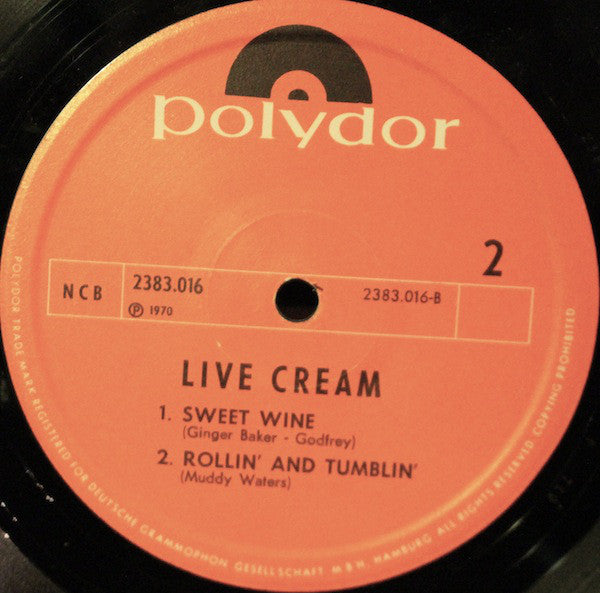 polydor
2
NCB
2383.016
℗ 1970
2383.016-B
LIVE CREAM
1. SWEET WINE
(Ginger Baker - Godfrey)
2. ROLLIN' AND TUMBLIN'
(Muddy Waters)
POLYDOR TRADE MARK REGISTERED FOR DEUTSCHE GRAMMOPHON GESELLSCHAFT M B H. HAMBURG ALL RIGHTS RESERVED COPYING PROHIBITED